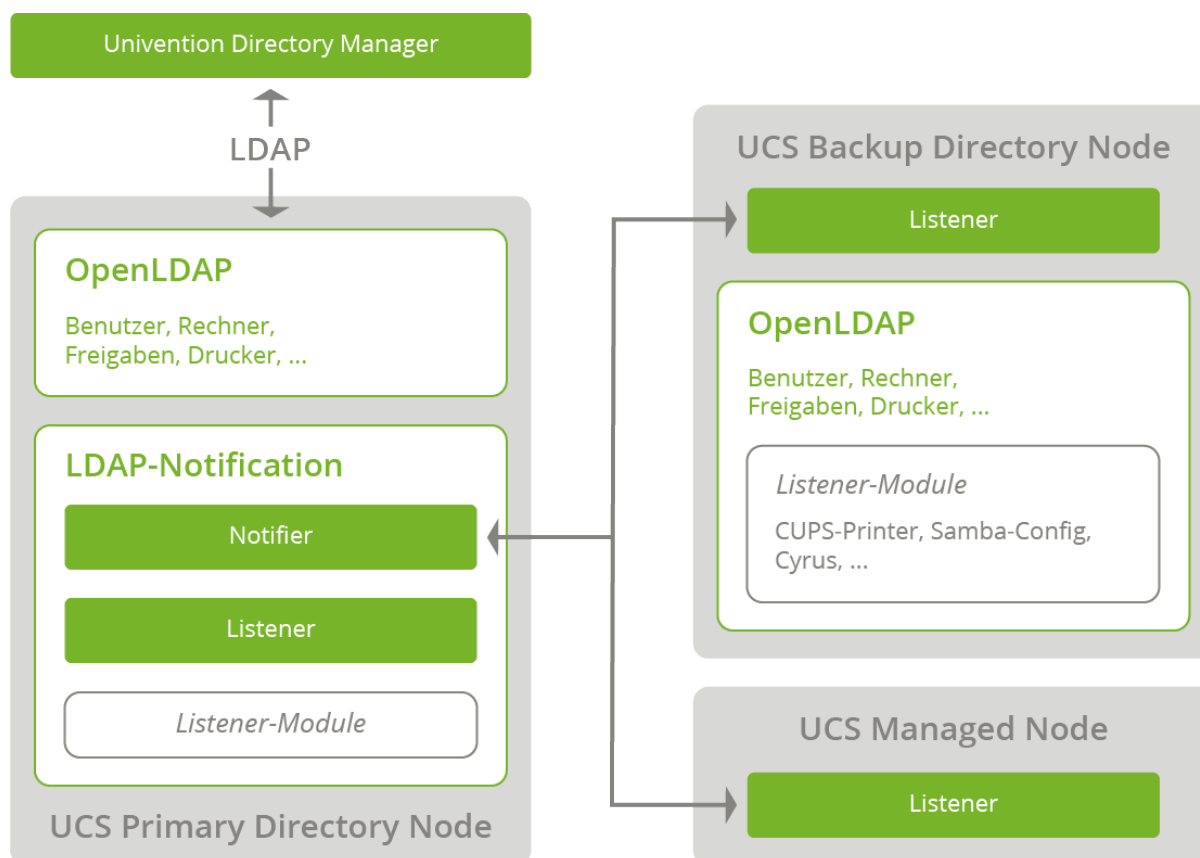 Univention Directory Manager
LDAP
OpenLDAP
Benutzer, Rechner,
Freigaben, Drucker, ...
LDAP-Notification
Notifier
Listener
Listener-Module
UCS Primary Directory Node
UCS Backup Directory Node
Listener
OpenLDAP
Benutzer, Rechner,
Freigaben, Drucker, ...
Listener-Module
CUPS-Printer, Samba-Config,
Cyrus, ...
UCS Managed Node
Listener